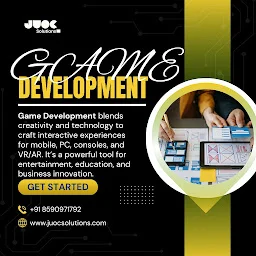 JUOC
Solutions
GAME
DEVELOPMENT
Game Development blends
creativity and technology to
craft interactive experiences
for mobile, PC, consoles, and
VR/AR. It's a powerful tool for
entertainment, education, and
business innovation.
GET STARTED
+91 8590971792
www.juocsolutions.com